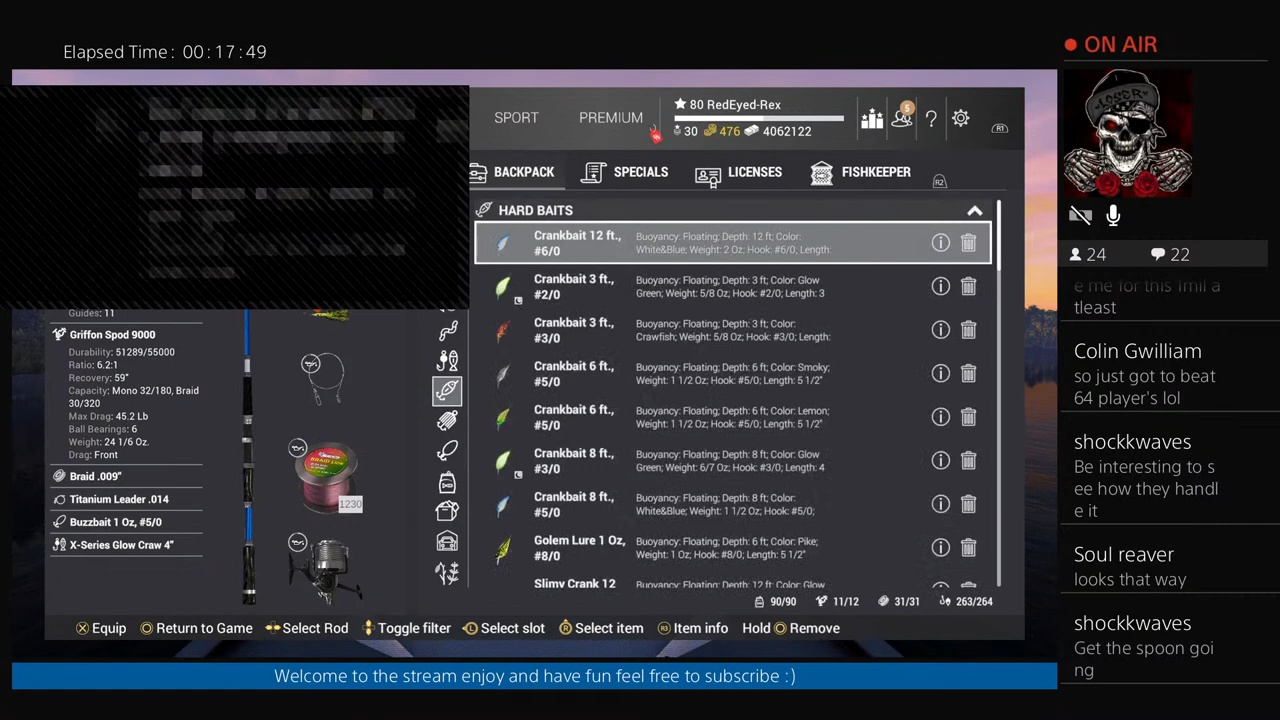 Elapsed Time: 00:17:49
ON AIR
SPORT
PREMIUM
80 RedEyed-Rex
30 476 4062122
5
?
R1
BACKPACK
SPECIALS
LICENSES
FISHKEEPER
R2
HARD BAITS
Crankbait 12 ft., #6/0
Buoyancy: Floating; Depth: 12 ft; Color:
White&Blue; Weight: 2 Oz; Hook: #6/0; Length:
Crankbait 3 ft., #2/0
Buoyancy: Floating; Depth: 3 ft; Color: Glow
Green; Weight: 5/8 Oz; Hook: #2/0; Length: 3
Crankbait 3 ft., #3/0
Buoyancy: Floating; Depth: 3 ft; Color:
Crawfish; Weight: 5/8 Oz; Hook: #3/0; Length:
Crankbait 6 ft., #5/0
Buoyancy: Floating; Depth: 6 ft; Color: Smoky;
Weight: 1 1/2 Oz; Hook: #5/0; Length: 5 1/2"
Crankbait 6 ft., #5/0
Buoyancy: Floating; Depth: 6 ft; Color: Lemon;
Weight: 1 1/2 Oz; Hook: #5/0; Length: 5 1/2"
Crankbait 8 ft., #3/0
Buoyancy: Floating; Depth: 8 ft; Color: Glow
Green; Weight: 6/7 Oz; Hook: #3/0; Length: 4
Crankbait 8 ft., #5/0
Buoyancy: Floating; Depth: 8 ft; Color:
White&Blue; Weight: 1 1/2 Oz; Hook: #5/0;
Golem Lure 1 Oz, #8/0
Buoyancy: Floating; Depth: 6 ft; Color: Pike;
Weight: 1 Oz; Hook: #8/0; Length: 5 1/2"
Slimy Crank 12
Buoyancy: Floating; Depth: 12 ft; Color: Glow
90/90 11/12 31/31 263/264
Guides: 11
Griffon Spod 9000
Durability: 51289/55000
Ratio: 6.2:1
Recovery: 59"
Capacity: Mono 32/180, Braid
30/320
Max Drag: 45.2 Lb
Ball Bearings: 6
Weight: 24 1/6 Oz.
Drag: Front
Braid .009"
Titanium Leader .014
Buzzbait 1 Oz, #5/0
X-Series Glow Craw 4"
1230
Equip Return to Game Select Rod Toggle filter Select slot Select item Item info Hold Remove
Welcome to the stream enjoy and have fun feel free to subscribe :)
LOSER
24 22
e me for this 1mil a
tleast
Colin Gwilliam
so just got to beat
64 player's lol
shockkwaves
Be interesting to s
ee how they handl
e it
Soul reaver
looks that way
shockkwaves
Get the spoon goi
ng